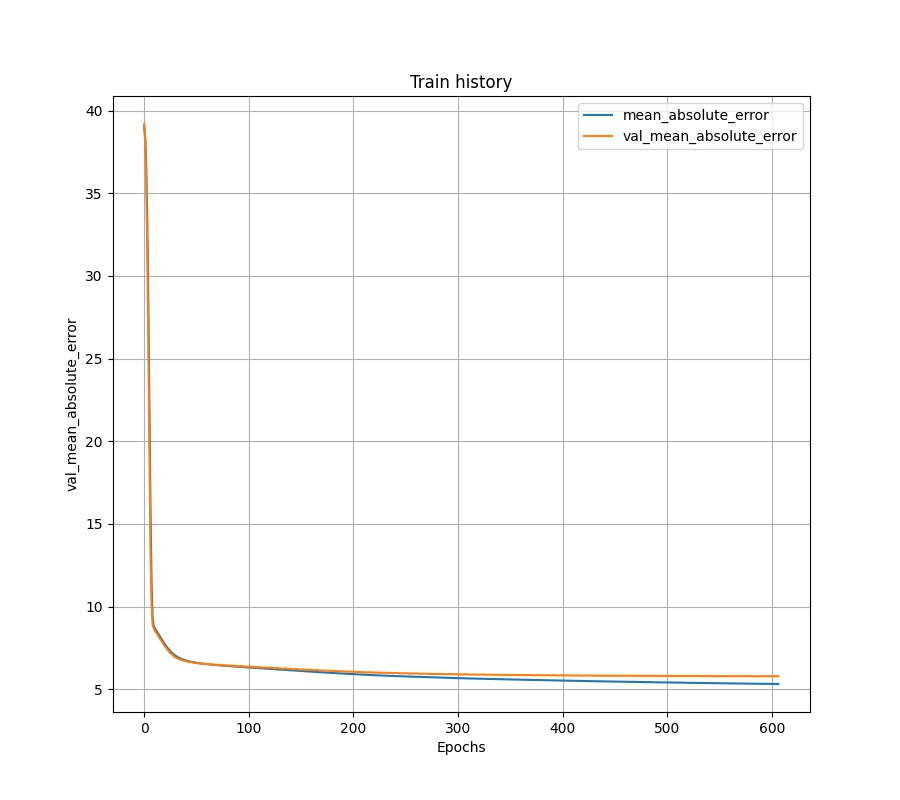 Train history
mean_absolute_error
val_mean_absolute_error
40
35
30
25
20
15
10
5
val_mean_absolute_error
0 100 200 300 400 500 600
Epochs